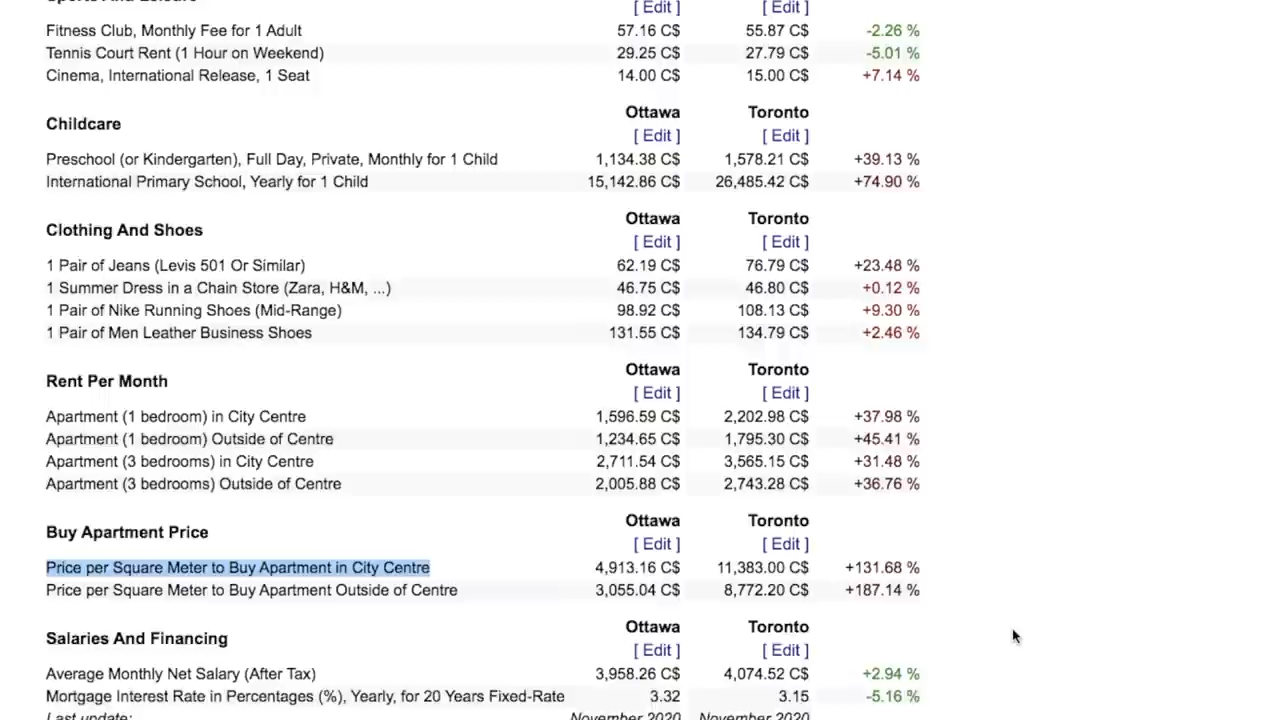 Sports And Leisure
[ Edit ] [ Edit ]
Fitness Club, Monthly Fee for 1 Adult 57.16 C$ 55.87 C$ -2.26 %
Tennis Court Rent (1 Hour on Weekend) 29.25 C$ 27.79 C$ -5.01 %
Cinema, International Release, 1 Seat 14.00 C$ 15.00 C$ +7.14 %
Childcare Ottawa Toronto
[ Edit ] [ Edit ]
Preschool (or Kindergarten), Full Day, Private, Monthly for 1 Child 1,134.38 C$ 1,578.21 C$ +39.13 %
International Primary School, Yearly for 1 Child 15,142.86 C$ 26,485.42 C$ +74.90 %
Clothing And Shoes Ottawa Toronto
[ Edit ] [ Edit ]
1 Pair of Jeans (Levis 501 Or Similar) 62.19 C$ 76.79 C$ +23.48 %
1 Summer Dress in a Chain Store (Zara, H&M, ...) 46.75 C$ 46.80 C$ +0.12 %
1 Pair of Nike Running Shoes (Mid-Range) 98.92 C$ 108.13 C$ +9.30 %
1 Pair of Men Leather Business Shoes 131.55 C$ 134.79 C$ +2.46 %
Rent Per Month Ottawa Toronto
[ Edit ] [ Edit ]
Apartment (1 bedroom) in City Centre 1,596.59 C$ 2,202.98 C$ +37.98 %
Apartment (1 bedroom) Outside of Centre 1,234.65 C$ 1,795.30 C$ +45.41 %
Apartment (3 bedrooms) in City Centre 2,711.54 C$ 3,565.15 C$ +31.48 %
Apartment (3 bedrooms) Outside of Centre 2,005.88 C$ 2,743.28 C$ +36.76 %
Buy Apartment Price Ottawa Toronto
[ Edit ] [ Edit ]
Price per Square Meter to Buy Apartment in City Centre 4,913.16 C$ 11,383.00 C$ +131.68 %
Price per Square Meter to Buy Apartment Outside of Centre 3,055.04 C$ 8,772.20 C$ +187.14 %
Salaries And Financing Ottawa Toronto
[ Edit ] [ Edit ]
Average Monthly Net Salary (After Tax) 3,958.26 C$ 4,074.52 C$ +2.94 %
Mortgage Interest Rate in Percentages (%), Yearly, for 20 Years Fixed-Rate 3.32 3.15 -5.16 %
Last update: November 2020 November 2020